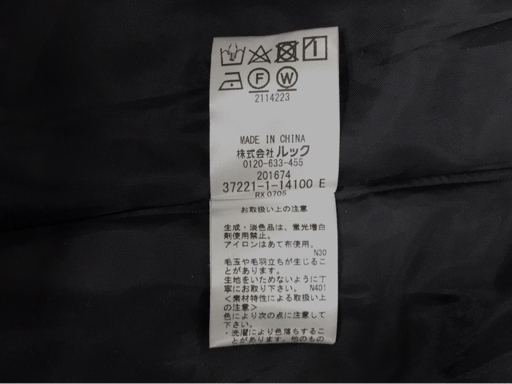 F W
2114223
MADE IN CHINA
株式会社 ルック
0120-633-455
201674
37221-1-14100 E
RX 0705
お取扱い上の注意
生成・淡色品は、蛍光増白
剤使用禁止。
アイロンはあて布使用。
N30
毛玉や毛羽立ちが生じるこ
とがあります。
生地をいためないように丁
寧にお取り下さい。 N401
<素材特性による取扱い上
の注意>
色により次の点に注意して
下さい。
・洗濯により色落ちするこ
とがあります。他のもの